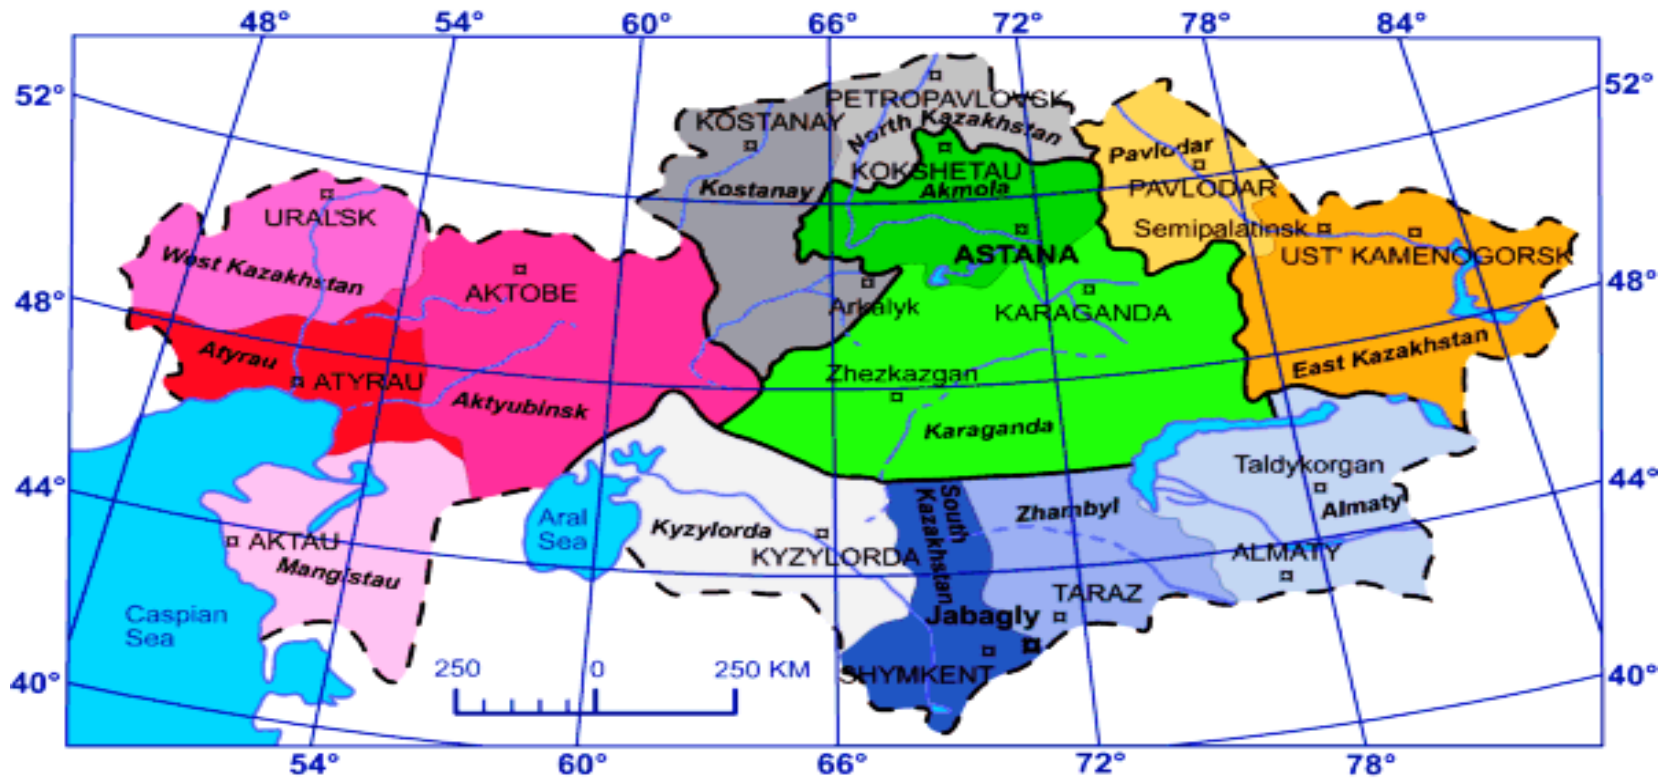 48° 54° 60° 66° 72° 78° 84°
52° 52°
PETROPAVLOVSK
KOSTANAY
North Kazakhstan
Pavlodar
KOKSHETAU
Kostanay
Akmola
PAVLODAR
URALSK
Semipalatinsk
ASTANA
UST' KAMENOGORSK
West Kazakhstan
AKTOBE
48° 48°
Arkalyk
KARAGANDA
Atyrau
East Kazakhstan
ATYRAU
Zhezkazgan
Aktyubinsk
Karaganda
Taldykorgan
44° 44°
South
Kazakhstan
Zhambyl
Almaty
Aral
Sea
Kyzylorda
AKTAU
KYZYLORDA
ALMATY
Mangistau
TARAZ
Caspian
Sea
Jabagly
250 0 250 KM
SHYMKENT
40° 40°
54° 60° 66° 72° 78°